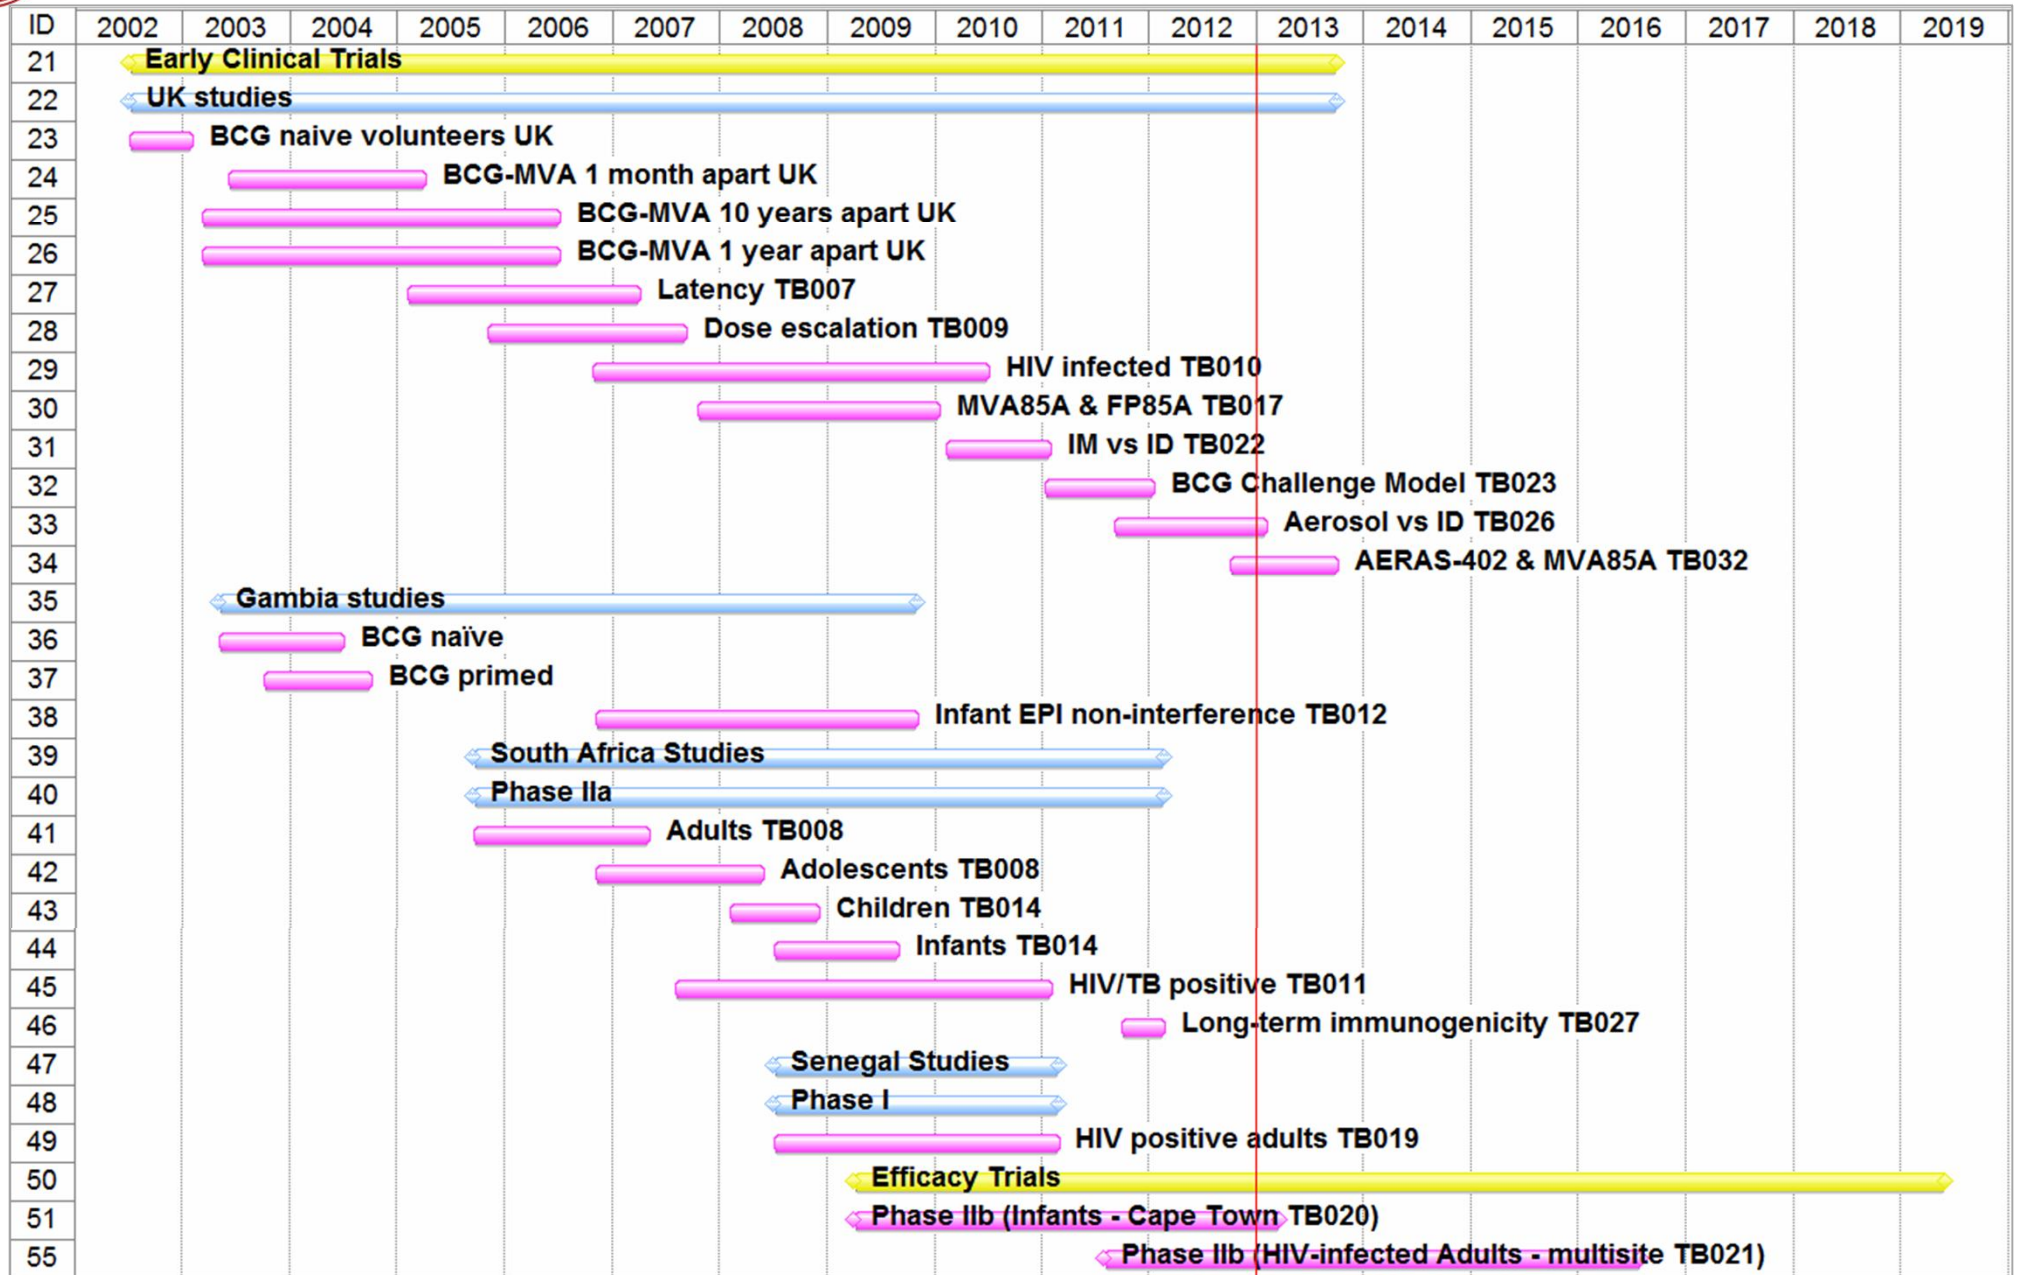 ID 2002 2003 2004 2005 2006 2007 2008 2009 2010 2011 2012 2013 2014 2015 2016 2017 2018 2019
21 Early Clinical Trials
22 UK studies
23 BCG naive volunteers UK
24 BCG-MVA 1 month apart UK
25 BCG-MVA 10 years apart UK
26 BCG-MVA 1 year apart UK
27 Latency TB007
28 Dose escalation TB009
29 HIV infected TB010
30 MVA85A & FP85A TB017
31 IM vs ID TB022
32 BCG Challenge Model TB023
33 Aerosol vs ID TB026
34 AERAS-402 & MVA85A TB032
35 Gambia studies
36 BCG naïve
37 BCG primed
38 Infant EPI non-interference TB012
39 South Africa Studies
40 Phase IIa
41 Adults TB008
42 Adolescents TB008
43 Children TB014
44 Infants TB014
45 HIV/TB positive TB011
46 Long-term immunogenicity TB027
47 Senegal Studies
48 Phase I
49 HIV positive adults TB019
50 Efficacy Trials
51 Phase IIb (Infants - Cape Town TB020)
55 Phase IIb (HIV-infected Adults - multisite TB021)